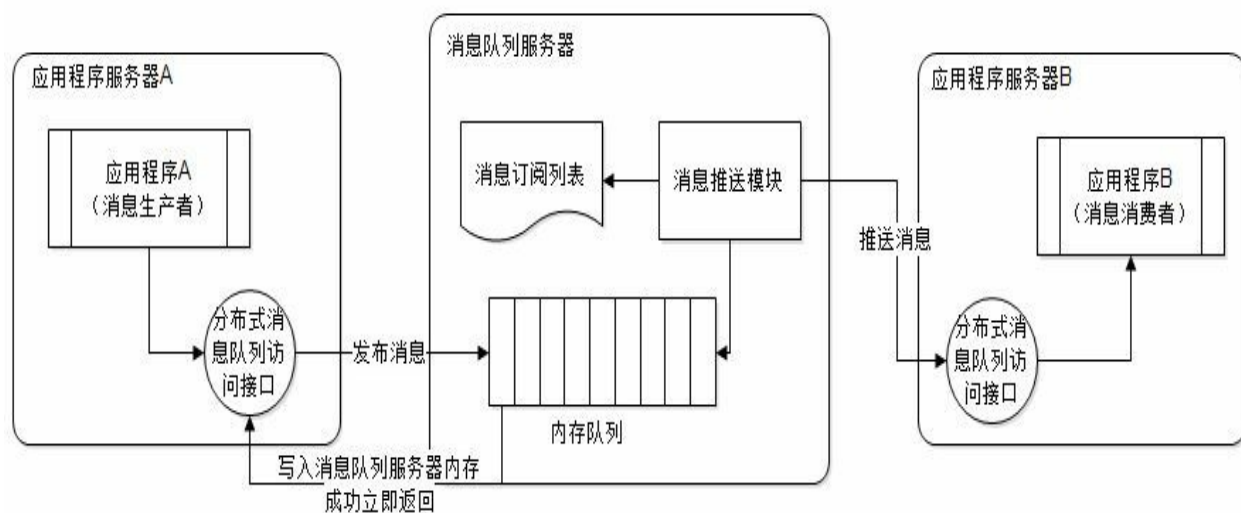 应用程序服务器A
应用程序A
（消息生产者）
分布式消
息队列访
问接口
发布消息
消息队列服务器
消息订阅列表
消息推送模块
内存队列
写入消息队列服务器内存
成功立即返回
推送消息
应用程序服务器B
应用程序B
（消息消费者）
分布式消
息队列访
问接口